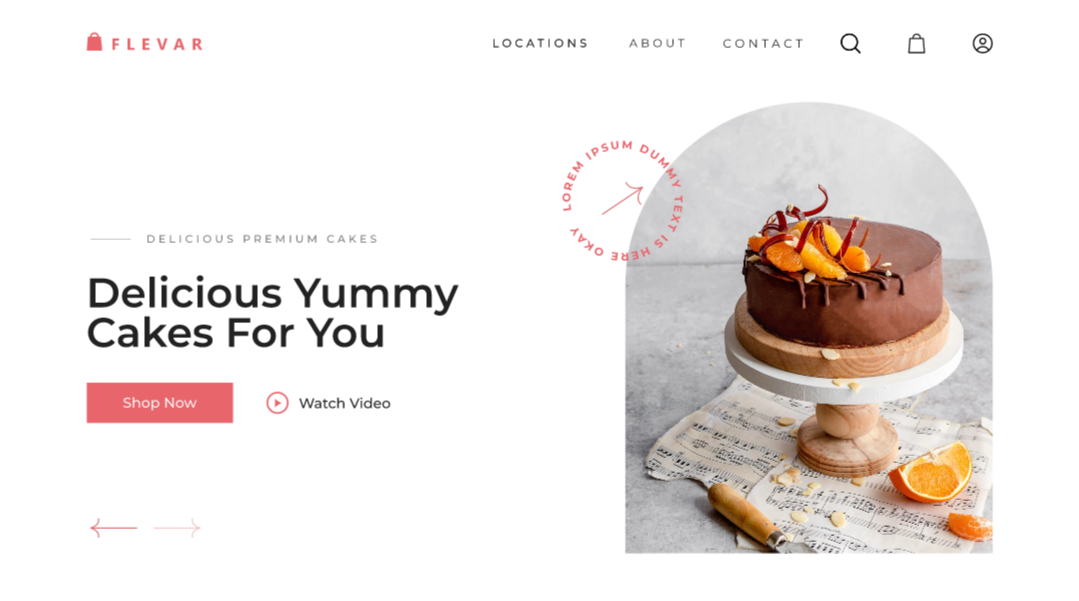 FLEVAR
LOCATIONS
ABOUT
CONTACT
LOREM IPSUM DUMMY TEXT IS HERE OKAY
DELICIOUS PREMIUM CAKES
Delicious Yummy
Cakes For You
Shop Now
Watch Video